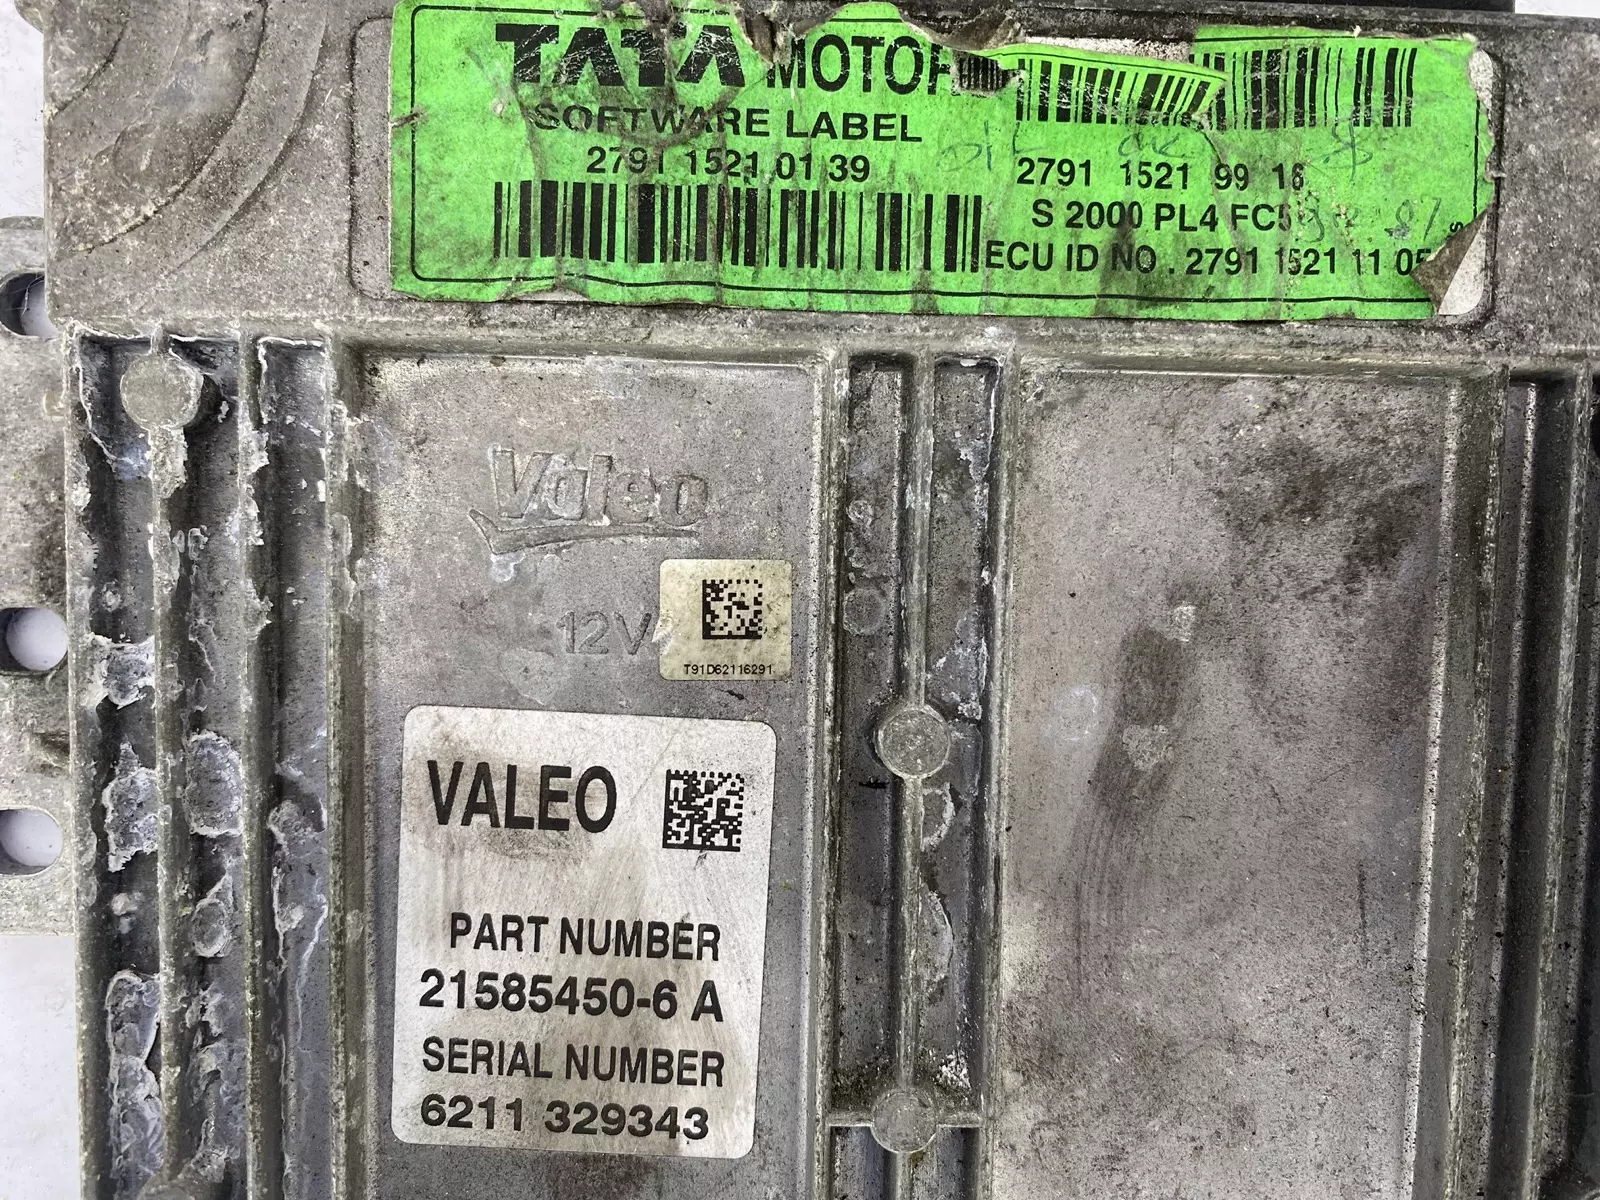 TATA MOTOR
SOFTWARE LABEL
2791 1521 01 39
2791 1521 99 16
S 2000 PL4 FC5
ECU ID NO. 2791 1521 11 05
Valeo
12V
T91D62116291
VALEO
PART NUMBER
21585450-6 A
SERIAL NUMBER
6211 329343